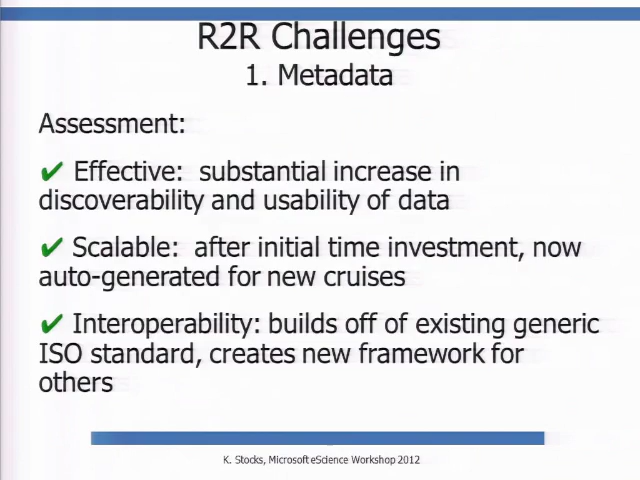 R2R Challenges
1. Metadata
Assessment:
✔ Effective: substantial increase in
discoverability and usability of data
✔ Scalable: after initial time investment, now
auto-generated for new cruises
✔ Interoperability: builds off of existing generic
ISO standard, creates new framework for
others
K. Stocks, Microsoft eScience Workshop 2012